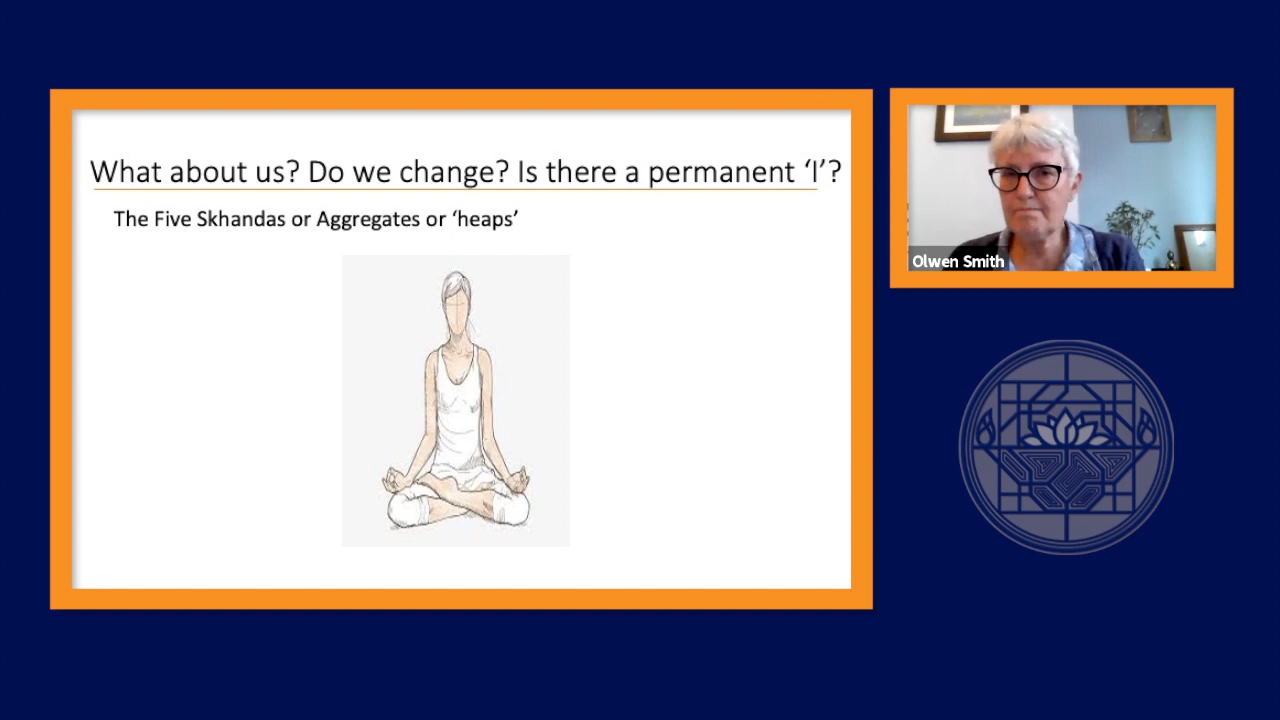 What about us? Do we change? Is there a permanent ‘I’?
The Five Skhandas or Aggregates or ‘heaps’
Olwen Smith